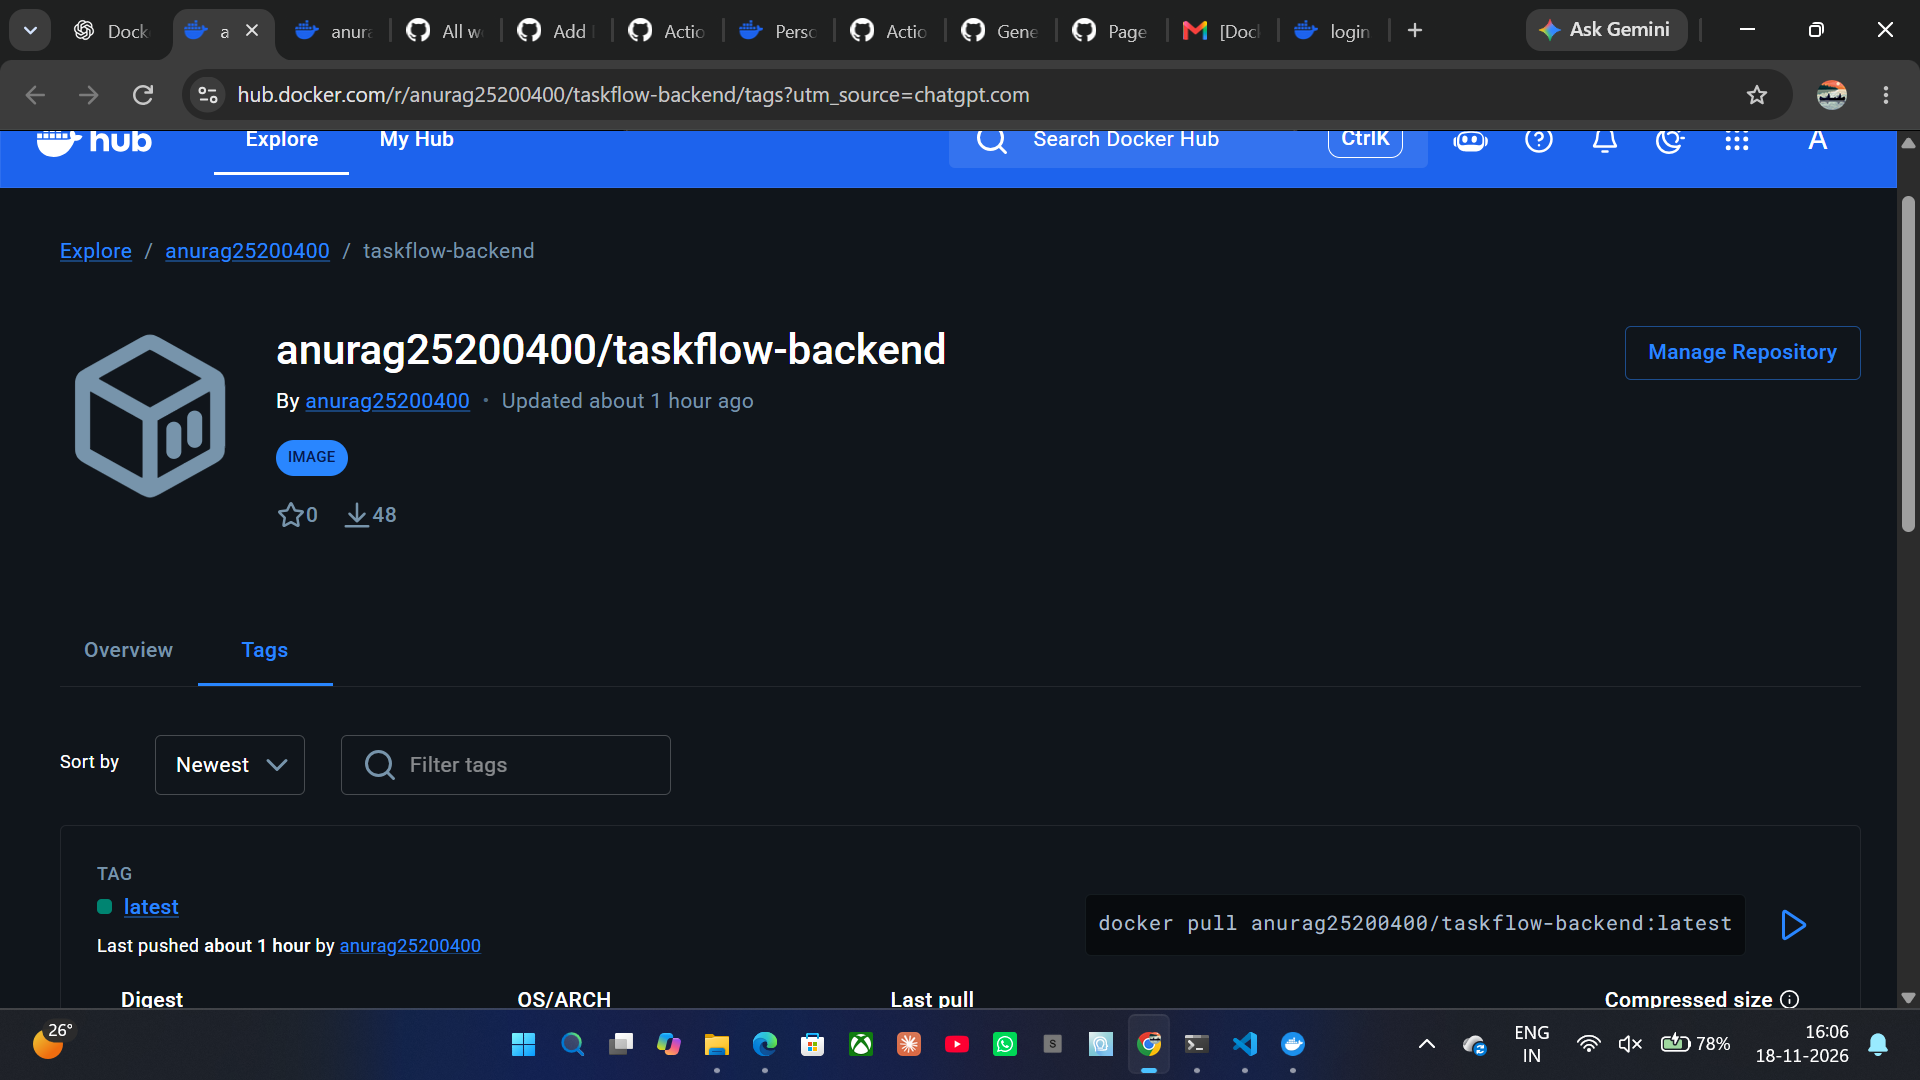 Dock
a
anura
All w
Add
Actio
Perso
Actio
Gene
Page
[Doc
login
Ask Gemini
hub.docker.com/r/anurag25200400/taskflow-backend/tags?utm_source=chatgpt.com
hub
Explore
My Hub
Search Docker Hub
CtrlK
A
Explore / anurag25200400 / taskflow-backend
anurag25200400/taskflow-backend
Manage Repository
By anurag25200400 • Updated about 1 hour ago
IMAGE
0 48
Overview
Tags
Sort by
Newest
Filter tags
TAG
latest
docker pull anurag25200400/taskflow-backend:latest
Last pushed about 1 hour by anurag25200400
Digest OS/ARCH Last pull Compressed size
26°
S
ENG
IN
78%
16:06
18-11-2026